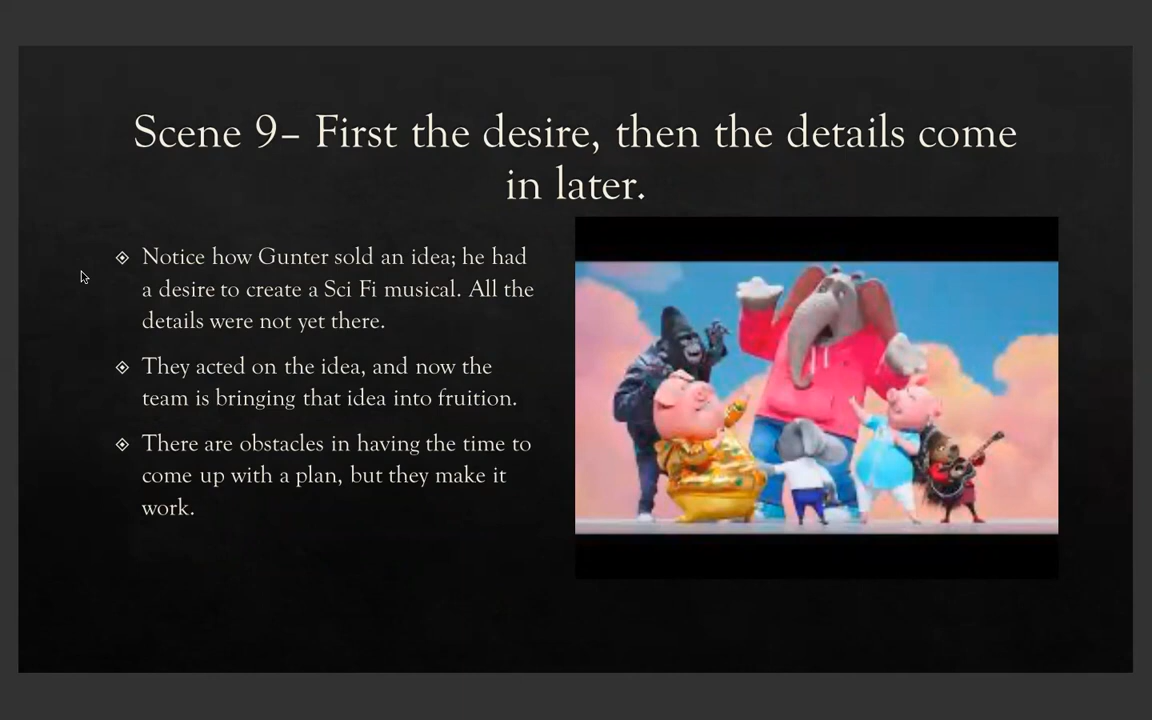 Scene 9– First the desire, then the details come
in later.
Notice how Gunter sold an idea; he had
a desire to create a Sci Fi musical. All the
details were not yet there.
They acted on the idea, and now the
team is bringing that idea into fruition.
There are obstacles in having the time to
come up with a plan, but they make it
work.